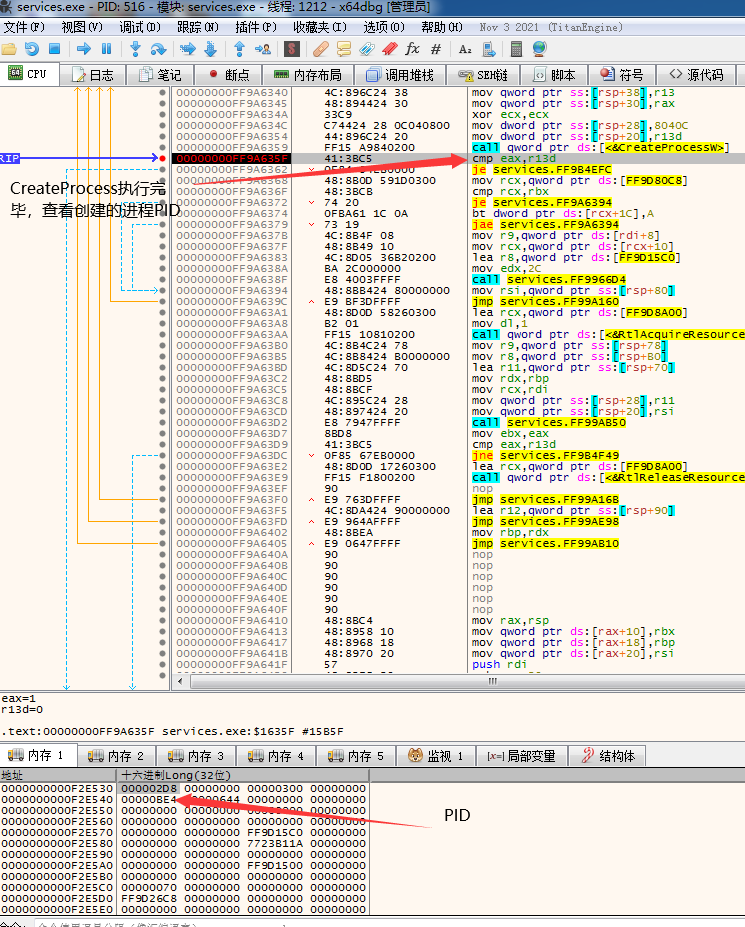 services.exe - PID: 516 - 模块: services.exe - 线程: 1212 - x64dbg [管理员]
文件(F) 视图(V) 调试(D) 跟踪(N) 插件(P) 收藏夹(I) 选项(O) 帮助(H) Nov 3 2021 (TitanEngine)
CPU 日志 笔记 断点 内存布局 调用堆栈 SEH链 脚本 符号 源代码
00000000FF9A6340 4C:896C24 38 mov qword ptr ss:[rsp+38],r13
00000000FF9A6345 48:894424 30 mov qword ptr ss:[rsp+30],rax
00000000FF9A634A 33C9 xor ecx,ecx
00000000FF9A634C C74424 28 0C040800 mov dword ptr ss:[rsp+28],8040C
00000000FF9A6354 44:896C24 20 mov dword ptr ss:[rsp+20],r13d
00000000FF9A6359 FF15 A9840200 call qword ptr ds:[<&CreateProcessW>]
RIP 00000000FF9A635F 41:3BC5 cmp eax,r13d
00000000FF9A6362 je services.FF9B4EFC
00000000FF9A6368 48:8B0D 591D0300 mov rcx,qword ptr ds:[FF9D80C8]
00000000FF9A636F 48:3BCB cmp rcx,rbx
00000000FF9A6372 74 20 je services.FF9A6394
00000000FF9A6374 0FBA61 1C 0A bt dword ptr ds:[rcx+1C],A
00000000FF9A6379 73 19 jae services.FF9A6394
00000000FF9A637B 4C:8B4F 08 mov r9,qword ptr ds:[rdi+8]
00000000FF9A637F 48:8B49 10 mov rcx,qword ptr ds:[rcx+10]
00000000FF9A6383 4C:8D05 36B20200 lea r8,qword ptr ds:[FF9D15C0]
00000000FF9A638A BA 2C000000 mov edx,2C
00000000FF9A638F E8 4003FFFF call services.FF9966D4
00000000FF9A6394 48:8BB424 80000000 mov rsi,qword ptr ss:[rsp+80]
00000000FF9A639C E9 BF3DFFFF jmp services.FF99A160
00000000FF9A63A1 48:8D0D 58260300 lea rcx,qword ptr ds:[FF9D8A00]
00000000FF9A63A8 B2 01 mov dl,1
00000000FF9A63AA FF15 10810200 call qword ptr ds:[<&RtlAcquireResource
00000000FF9A63B0 4C:8B4C24 78 mov r9,qword ptr ss:[rsp+78]
00000000FF9A63B5 4C:8B8424 B0000000 mov r8,qword ptr ss:[rsp+B0]
00000000FF9A63BD 4C:8D5C24 70 lea r11,qword ptr ss:[rsp+70]
00000000FF9A63C2 48:8BD5 mov rdx,rbp
00000000FF9A63C5 48:8BCF mov rcx,rdi
00000000FF9A63C8 4C:895C24 28 mov qword ptr ss:[rsp+28],r11
00000000FF9A63CD 48:897424 20 mov qword ptr ss:[rsp+20],rsi
00000000FF9A63D2 E8 7947FFFF call services.FF99AB50
00000000FF9A63D7 8BD8 mov ebx,eax
00000000FF9A63D9 41:3BC5 cmp eax,r13d
00000000FF9A63DC 0F85 67EB0000 jne services.FF9B4F49
00000000FF9A63E2 48:8D0D 17260300 lea rcx,qword ptr ds:[FF9D8A00]
00000000FF9A63E9 FF15 F1800200 call qword ptr ds:[<&RtlReleaseResource
00000000FF9A63EF 90 nop
00000000FF9A63F0 E9 763DFFFF jmp services.FF99A16B
00000000FF9A63F5 4C:8DA424 90000000 lea r12,qword ptr ss:[rsp+90]
00000000FF9A63FD E9 964AFFFF jmp services.FF99AE98
00000000FF9A6402 48:8BEA mov rbp,rdx
00000000FF9A6405 E9 0647FFFF jmp services.FF99AB10
00000000FF9A640A 90 nop
00000000FF9A640B 90 nop
00000000FF9A640C 90 nop
00000000FF9A640D 90 nop
00000000FF9A640E 90 nop
00000000FF9A640F 90 nop
00000000FF9A6410 48:8BC4 mov rax,rsp
00000000FF9A6413 48:8958 10 mov qword ptr ds:[rax+10],rbx
00000000FF9A6417 48:8968 18 mov qword ptr ds:[rax+18],rbp
00000000FF9A641B 48:8970 20 mov qword ptr ds:[rax+20],rsi
00000000FF9A641F 57 push rdi
CreateProcess执行完
毕，查看创建的进程PID
eax=1
r13d=0
.text:00000000FF9A635F services.exe:$1635F #15B5F
内存 1 内存 2 内存 3 内存 4 内存 5 监视 1 [x=]局部变量 结构体
地址 十六进制Long(32位)
0000000000F2E530 000002D8 00000000 00000300 00000000
0000000000F2E540 00000BE4 00000644 00000000 00000000
0000000000F2E550 00000000 00000000 00000000 00000000
0000000000F2E560 00000000 00000000 00000000 00000000
0000000000F2E570 00000000 00000000 FF9D15C0 00000000
0000000000F2E580 00000000 00000000 7723B11A 00000000
0000000000F2E590 00000000 00000000 00000000 00000000
0000000000F2E5A0 00000000 00000000 FF9D1500 00000000
0000000000F2E5B0 00000000 00000000 00000000 00000000
0000000000F2E5C0 00000070 00000000 00000000 00000000
0000000000F2E5D0 FF9D26C8 00000000 00000000 00000000
0000000000F2E5E0 00000000 00000000 00000000 00000000
PID